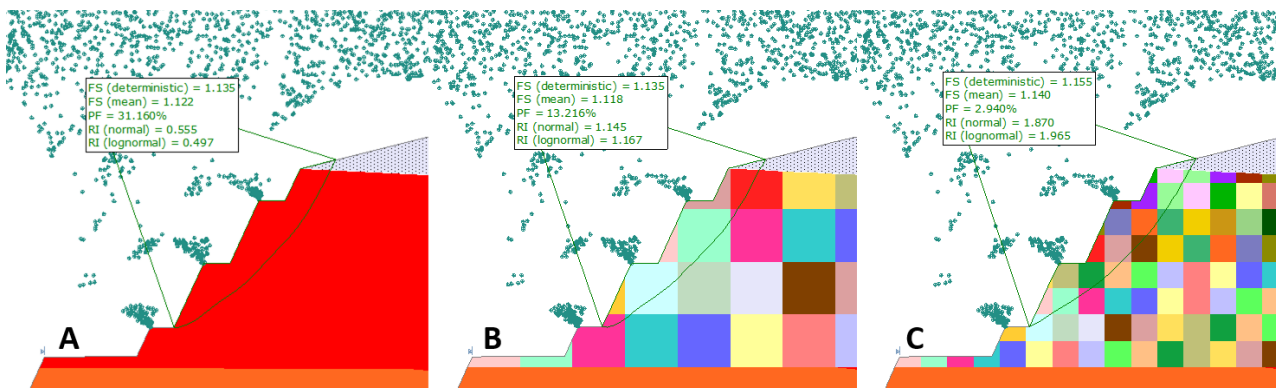 FS (deterministic) = 1.135
FS (mean) = 1.122
PF = 31.160%
RI (normal) = 0.555
RI (lognormal) = 0.497
A
FS (deterministic) = 1.135
FS (mean) = 1.118
PF = 13.216%
RI (normal) = 1.145
RI (lognormal) = 1.167
B
FS (deterministic) = 1.155
FS (mean) = 1.140
PF = 2.940%
RI (normal) = 1.870
RI (lognormal) = 1.965
C